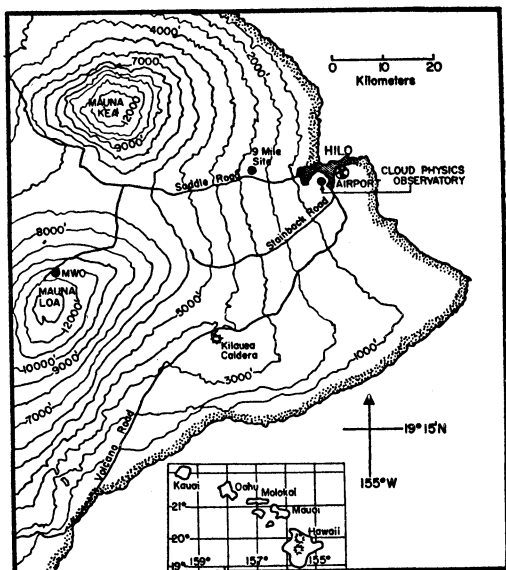 4000'
7000'
2000'
0 10 20
Kilometers
MAUNA
KEA
12000'
9000'
9 Mile
Site
HILO
Saddle Road
AIRPORT
CLOUD PHYSICS
OBSERVATORY
Stainback Road
8000'
MWO
MAUNA
LOA
12000'
5000'
10000'
9000'
Kilauea
Caldera
1000'
3000'
7000'
Volcano Road
19° 15'N
155°W
Kauai
Oahu
Molokai
Maui
21°
Hawaii
20°
19°
159°
157°
155°